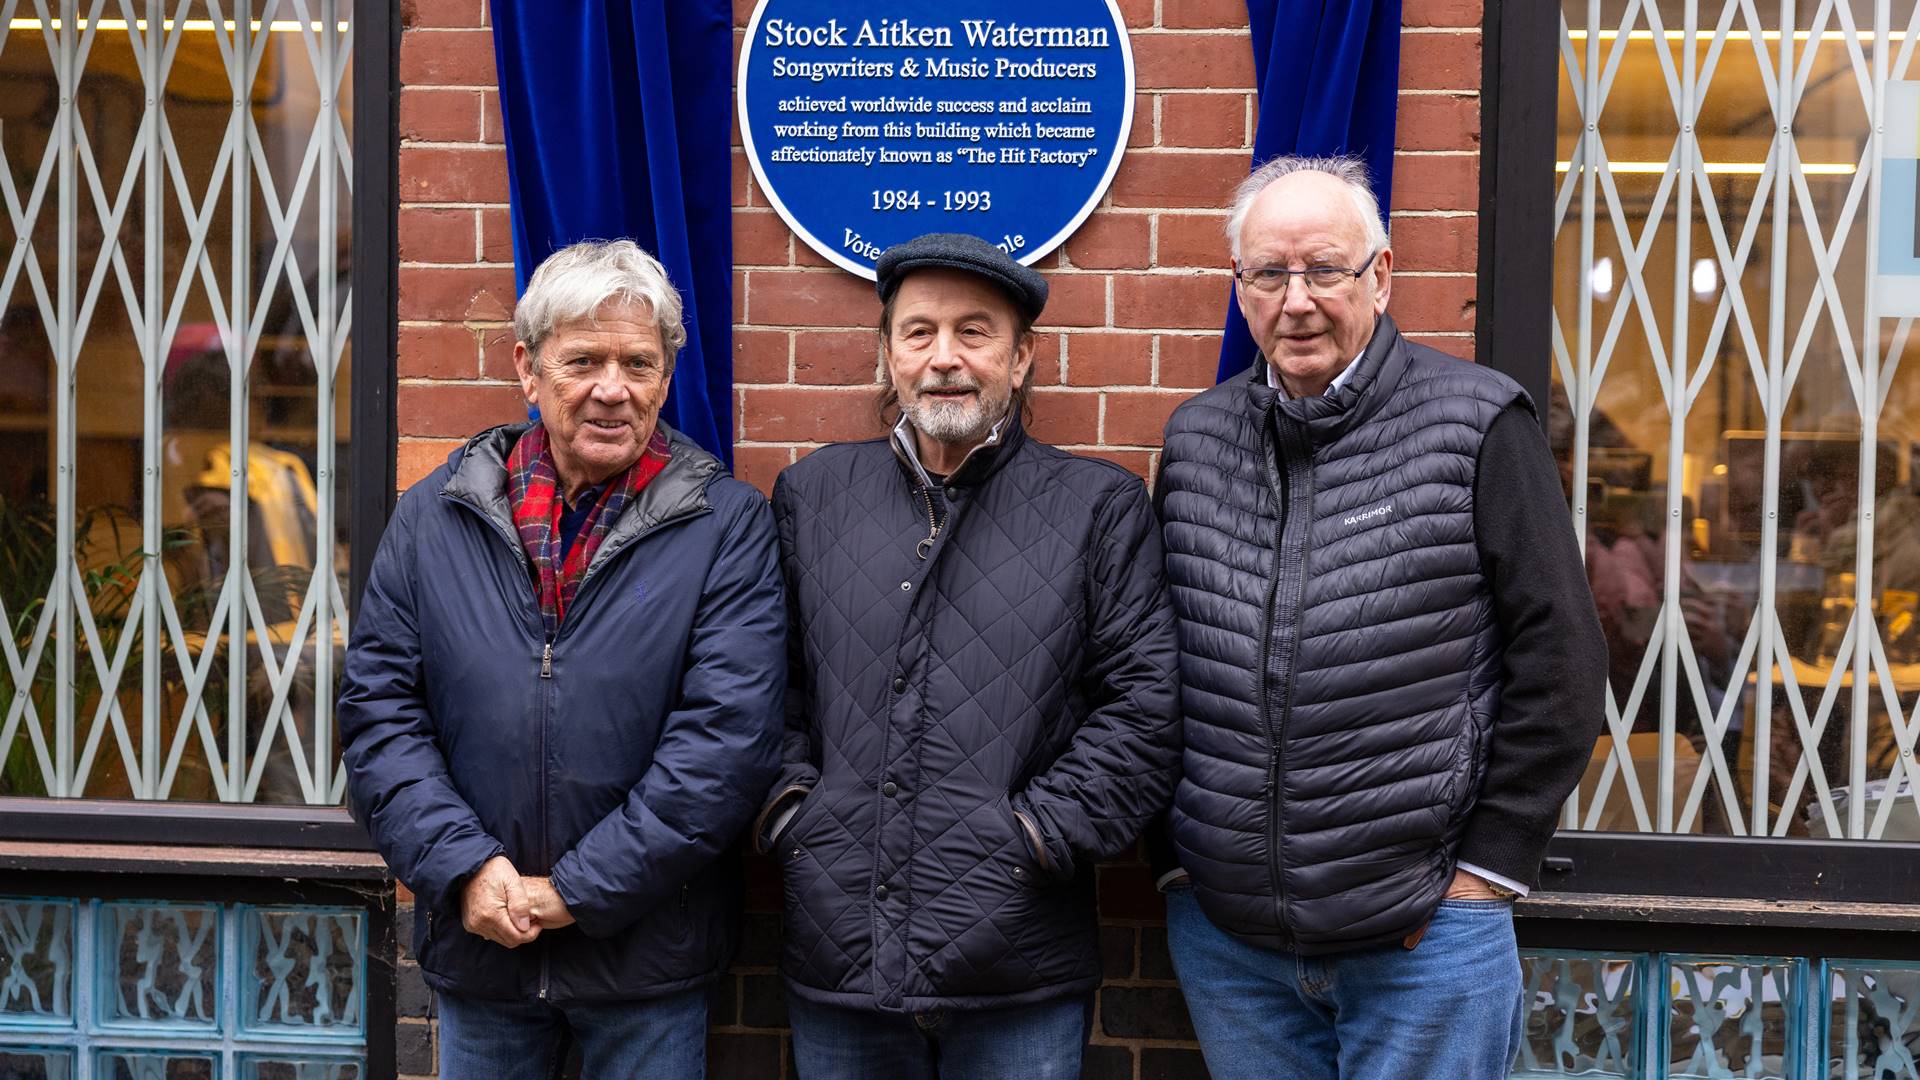 Stock Aitken Waterman
Songwriters & Music Producers
achieved worldwide success and acclaim
working from this building which became
affectionately known as “The Hit Factory”
1984 - 1993
KARRIMOR